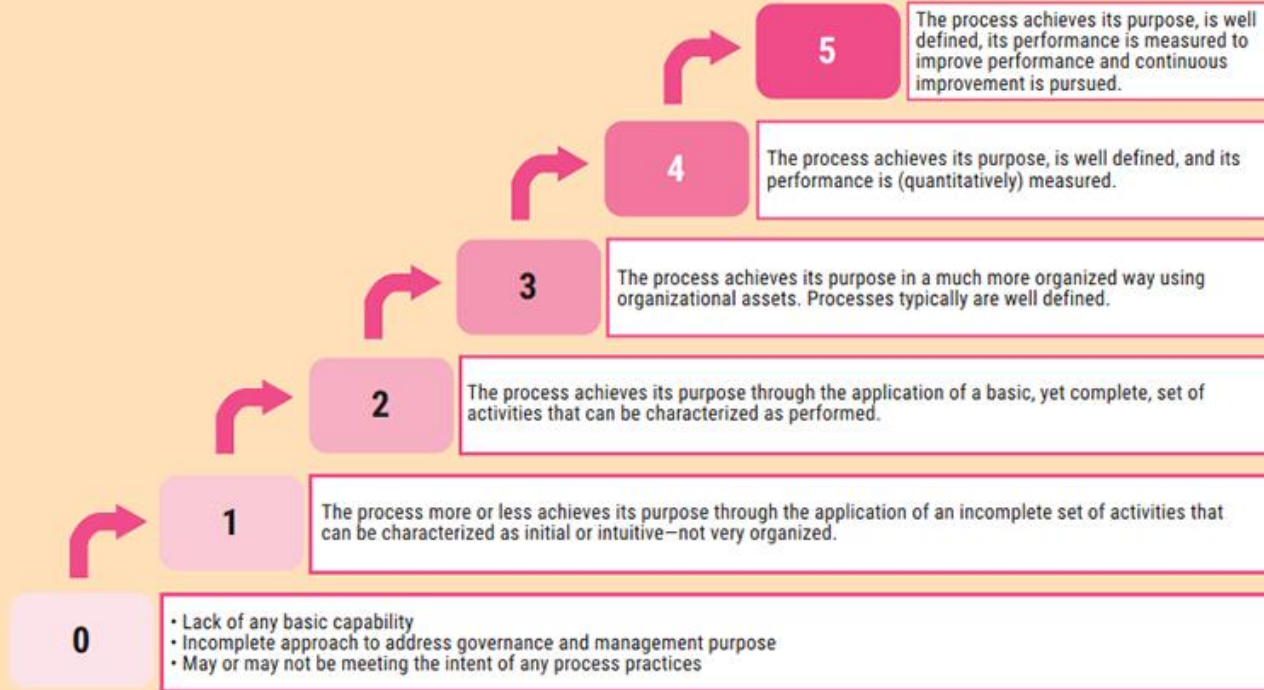 5
The process achieves its purpose, is well
defined, its performance is measured to
improve performance and continuous
improvement is pursued.
4
The process achieves its purpose, is well defined, and its
performance is (quantitatively) measured.
3
The process achieves its purpose in a much more organized way using
organizational assets. Processes typically are well defined.
2
The process achieves its purpose through the application of a basic, yet complete, set of
activities that can be characterized as performed.
1
The process more or less achieves its purpose through the application of an incomplete set of activities that
can be characterized as initial or intuitive—not very organized.
0
• Lack of any basic capability
• Incomplete approach to address governance and management purpose
• May or may not be meeting the intent of any process practices